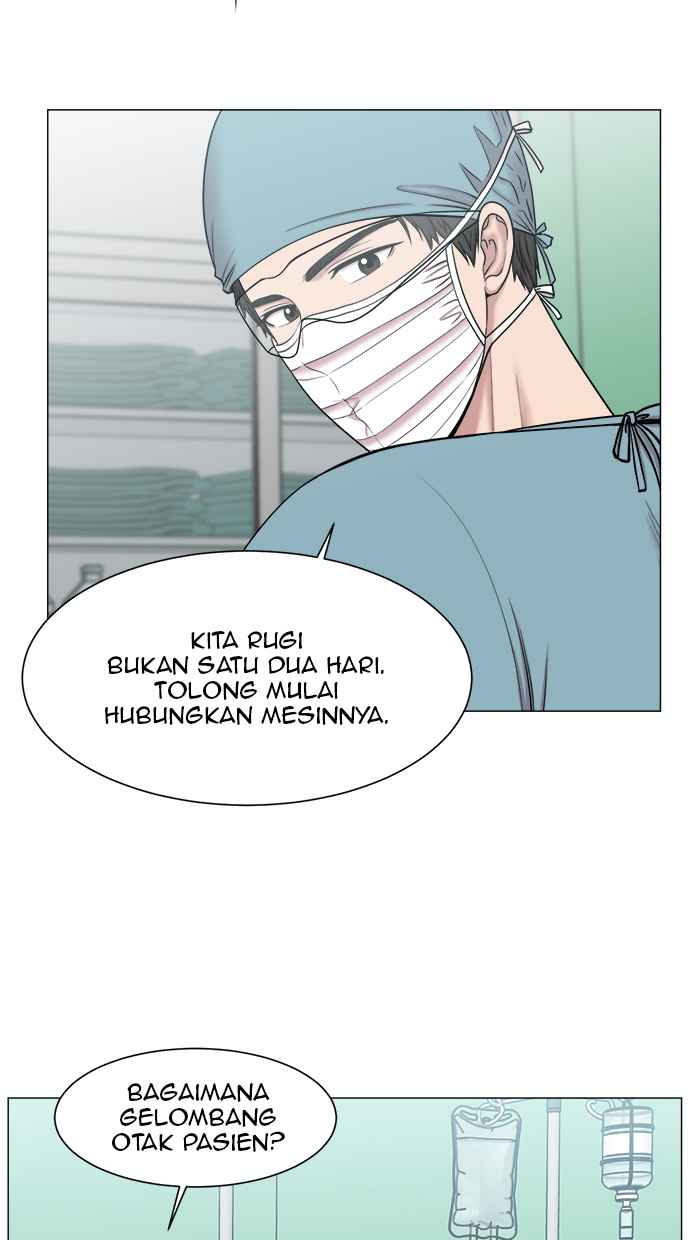 KITA RUGI
BUKAN SATU DUA HARI.
TOLONG MULAI
HUBUNGKAN MESINNYA.
BAGAIMANA
GELOMBANG
OTAK PASIEN?